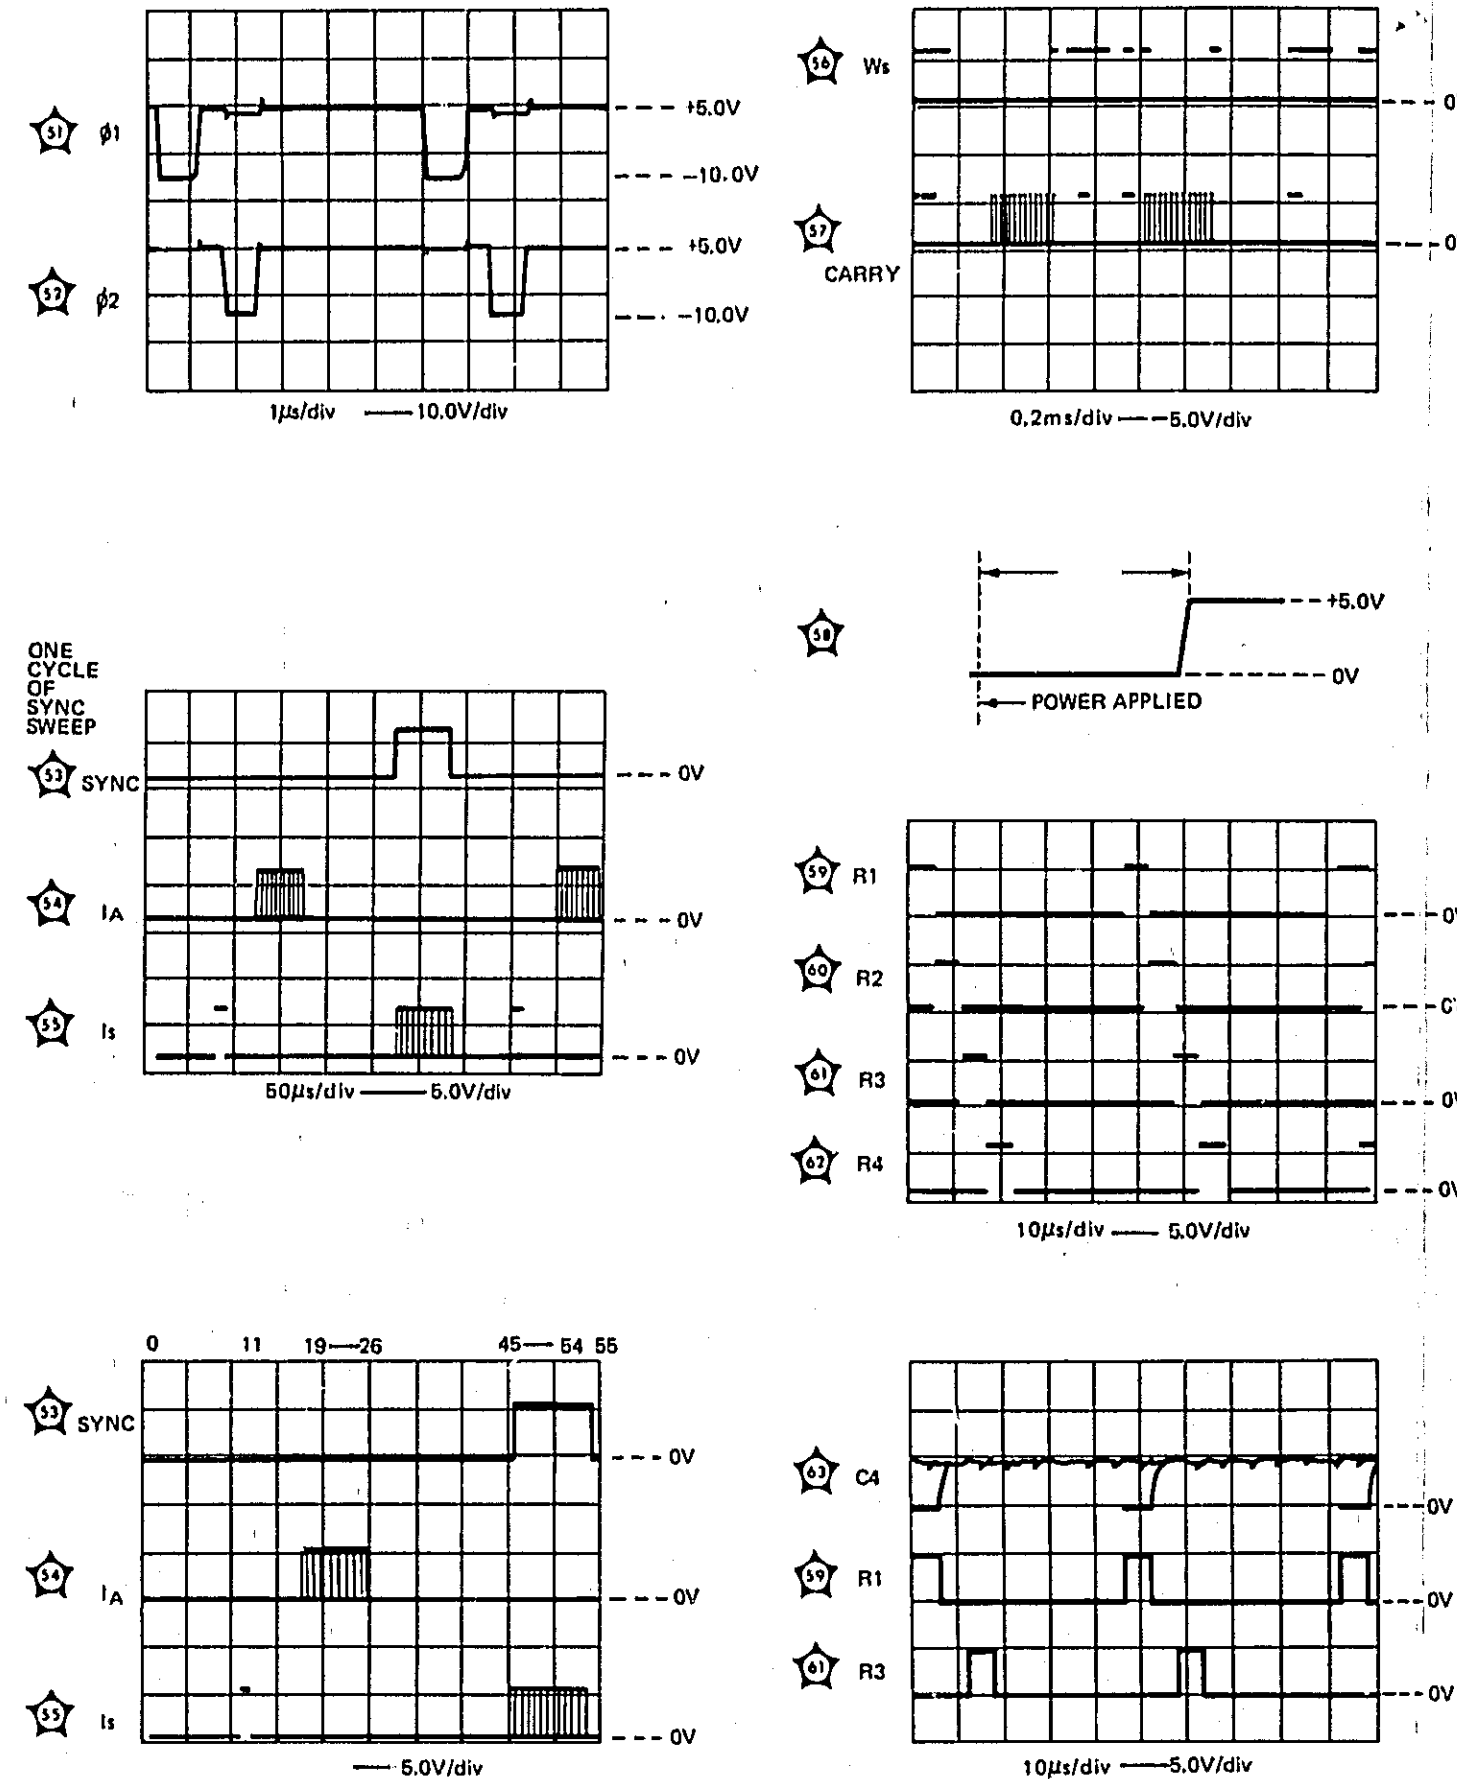 51 ϕ1 +5.0V
-10.0V
52 ϕ2 +5.0V
-10.0V
1μs/div 10.0V/div
56 Ws
57
CARRY
0.2ms/div 5.0V/div
58 +5.0V
0V
POWER APPLIED
ONE
CYCLE
OF
SYNC
SWEEP
53 SYNC 0V
54 IA 0V
55 Is 0V
50μs/div 5.0V/div
59 R1 0V
60 R2
61 R3 0V
62 R4 0V
10μs/div 5.0V/div
0 11 19 26 45 54 55
53 SYNC 0V
54 IA 0V
55 Is 0V
5.0V/div
63 C4 0V
59 R1 0V
61 R3 0V
10μs/div 5.0V/div